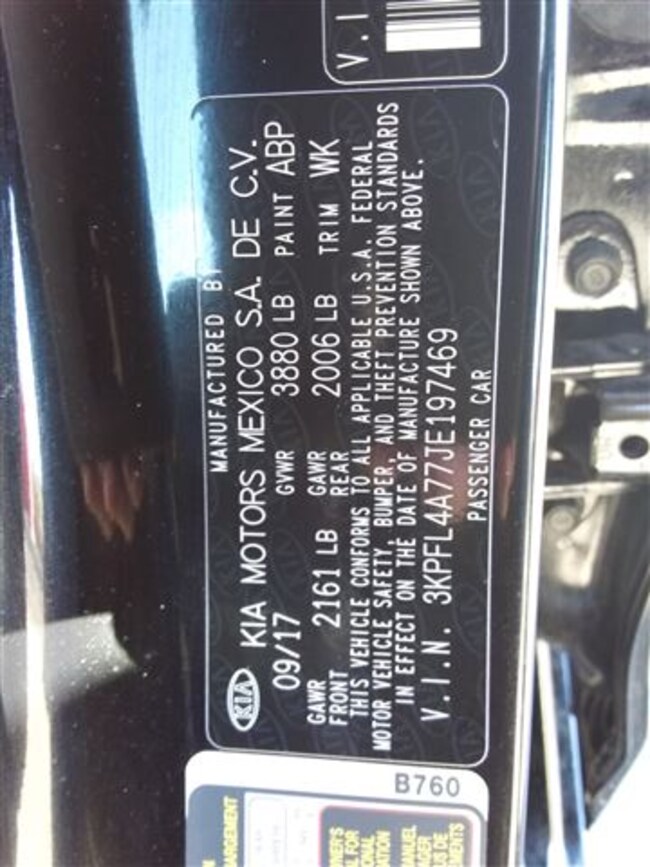 V.I
MANUFACTURED BY
KIA KIA MOTORS MEXICO S.A. DE C.V.
09/17 GVWR 3880 LB PAINT ABP
GAWR FRONT 2161 LB GAWR REAR 2006 LB TRIM WK
THIS VEHICLE CONFORMS TO ALL APPLICABLE U.S.A. FEDERAL
MOTOR VEHICLE SAFETY, BUMPER, AND THEFT PREVENTION STANDARDS
IN EFFECT ON THE DATE OF MANUFACTURE SHOWN ABOVE.
V.I.N. 3KPFL4A77JE197469
PASSENGER CAR
B760